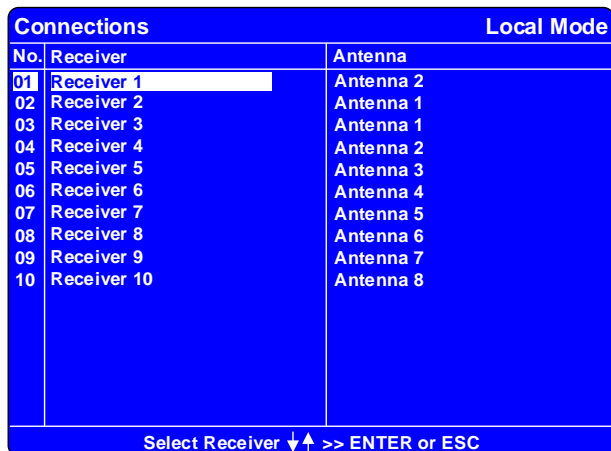 Connections Local Mode
No. Receiver Antenna
01 Receiver 1 Antenna 2
02 Receiver 2 Antenna 1
03 Receiver 3 Antenna 1
04 Receiver 4 Antenna 2
05 Receiver 5 Antenna 3
06 Receiver 6 Antenna 4
07 Receiver 7 Antenna 5
08 Receiver 8 Antenna 6
09 Receiver 9 Antenna 7
10 Receiver 10 Antenna 8
Select Receiver ↓↑ >> ENTER or ESC